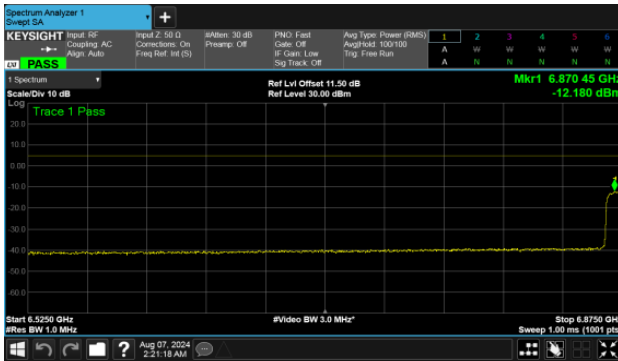 Spectrum Analyzer 1
Swept SA
+
KEYSIGHT Input: RF Input Z: 50 Ω #Atten: 30 dB PNO: Fast Avg Type: Power (RMS) 1 2 3 4 5 6
Coupling: AC Corrections: On Preamp: Off Gate: Off Avg|Hold: 100/100 A W W W W W
Align: Auto Freq Ref: Int (S) IF Gain: Low Trig: Free Run
LXI PASS Sig Track: Off A N N N N N
1 Spectrum Ref Lvl Offset 11.50 dB Mkr1 6.870 45 GHz
Scale/Div 10 dB Ref Level 30.00 dBm -12.180 dBm
Log Trace 1 Pass
20.0
10.0
0.00
-10.0
-20.0
-30.0
-40.0
-50.0
-60.0
Start 6.5250 GHz #Video BW 3.0 MHz* Stop 6.8750 GHz
#Res BW 1.0 MHz Sweep 1.00 ms (1001 pts)
? Aug 07, 2024
2:21:18 AM